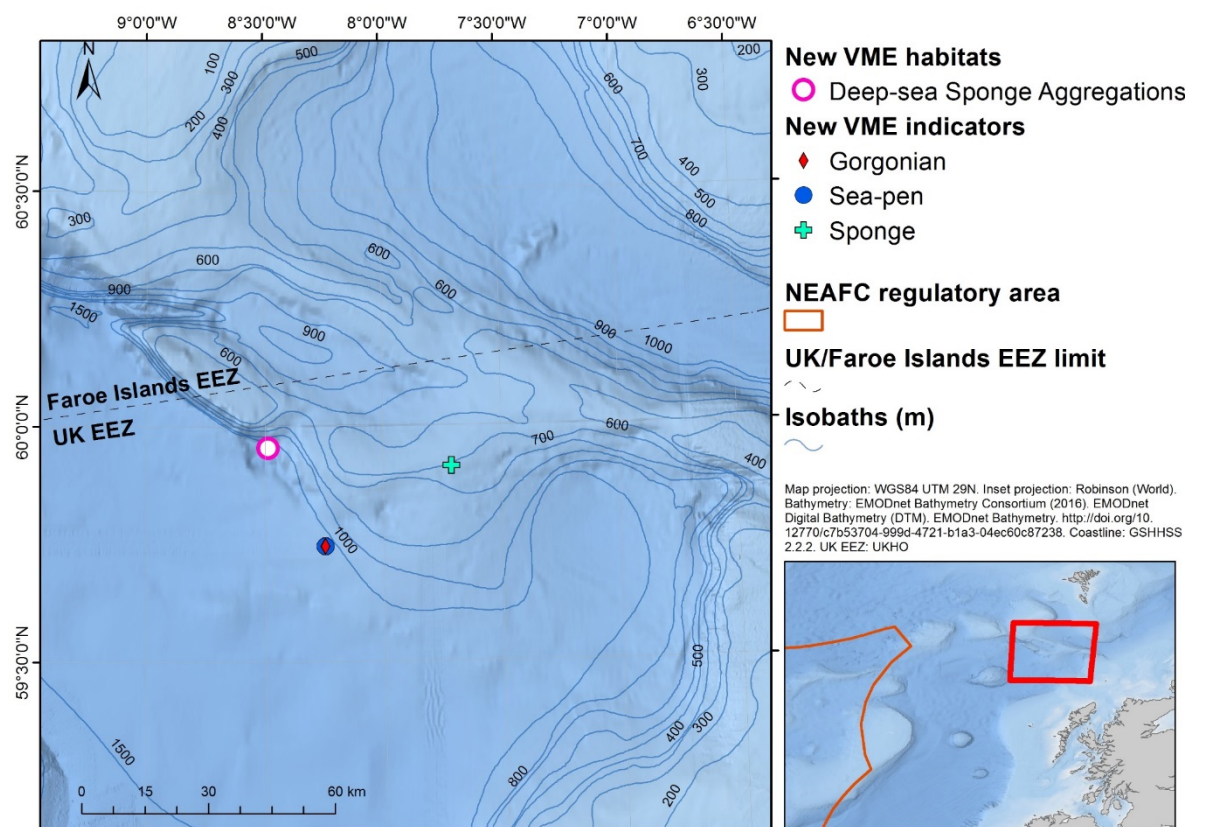 9°0'0"W 8°30'0"W 8°0'0"W 7°30'0"W 7°0'0"W 6°30'0"W
N
60°30'0"N
60°0'0"N
59°30'0"N
100
300
200
400
500
300
600
900
1500
900
600
600
600
200
300
600
700
400
500
800
900
1000
600
700
400
1000
500
400
300
800
200
1500
Faroe Islands EEZ
UK EEZ
0 15 30 60 km
New VME habitats
Deep-sea Sponge Aggregations
New VME indicators
Gorgonian
Sea-pen
Sponge
NEAFC regulatory area
UK/Faroe Islands EEZ limit
Isobaths (m)
Map projection: WGS84 UTM 29N. Inset projection: Robinson (World).
Bathymetry: EMODnet Bathymetry Consortium (2016). EMODnet
Digital Bathymetry (DTM). EMODnet Bathymetry. http://doi.org/10.
12770/c7b53704-999d-4721-b1a3-04ec60c87238. Coastline: GSHHSS
2.2.2. UK EEZ: UKHO